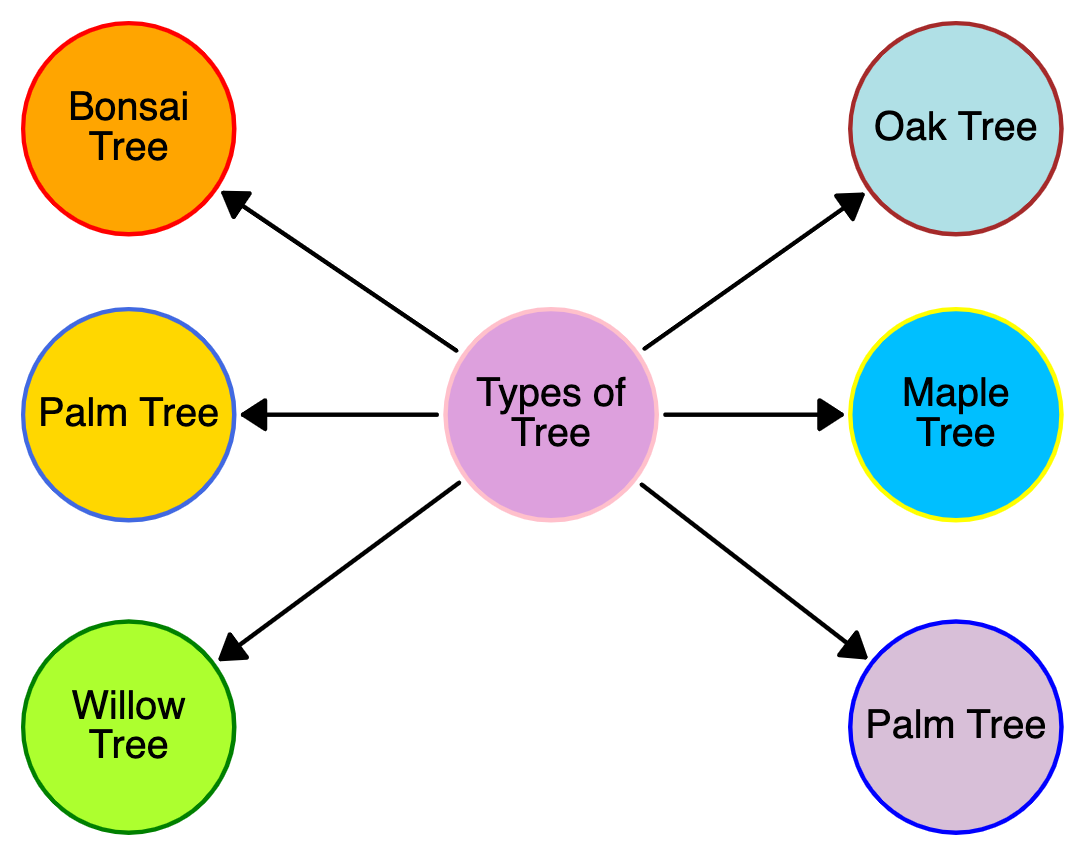 Bonsai
Tree
Oak Tree
Palm Tree
Types of
Tree
Maple
Tree
Willow
Tree
Palm Tree